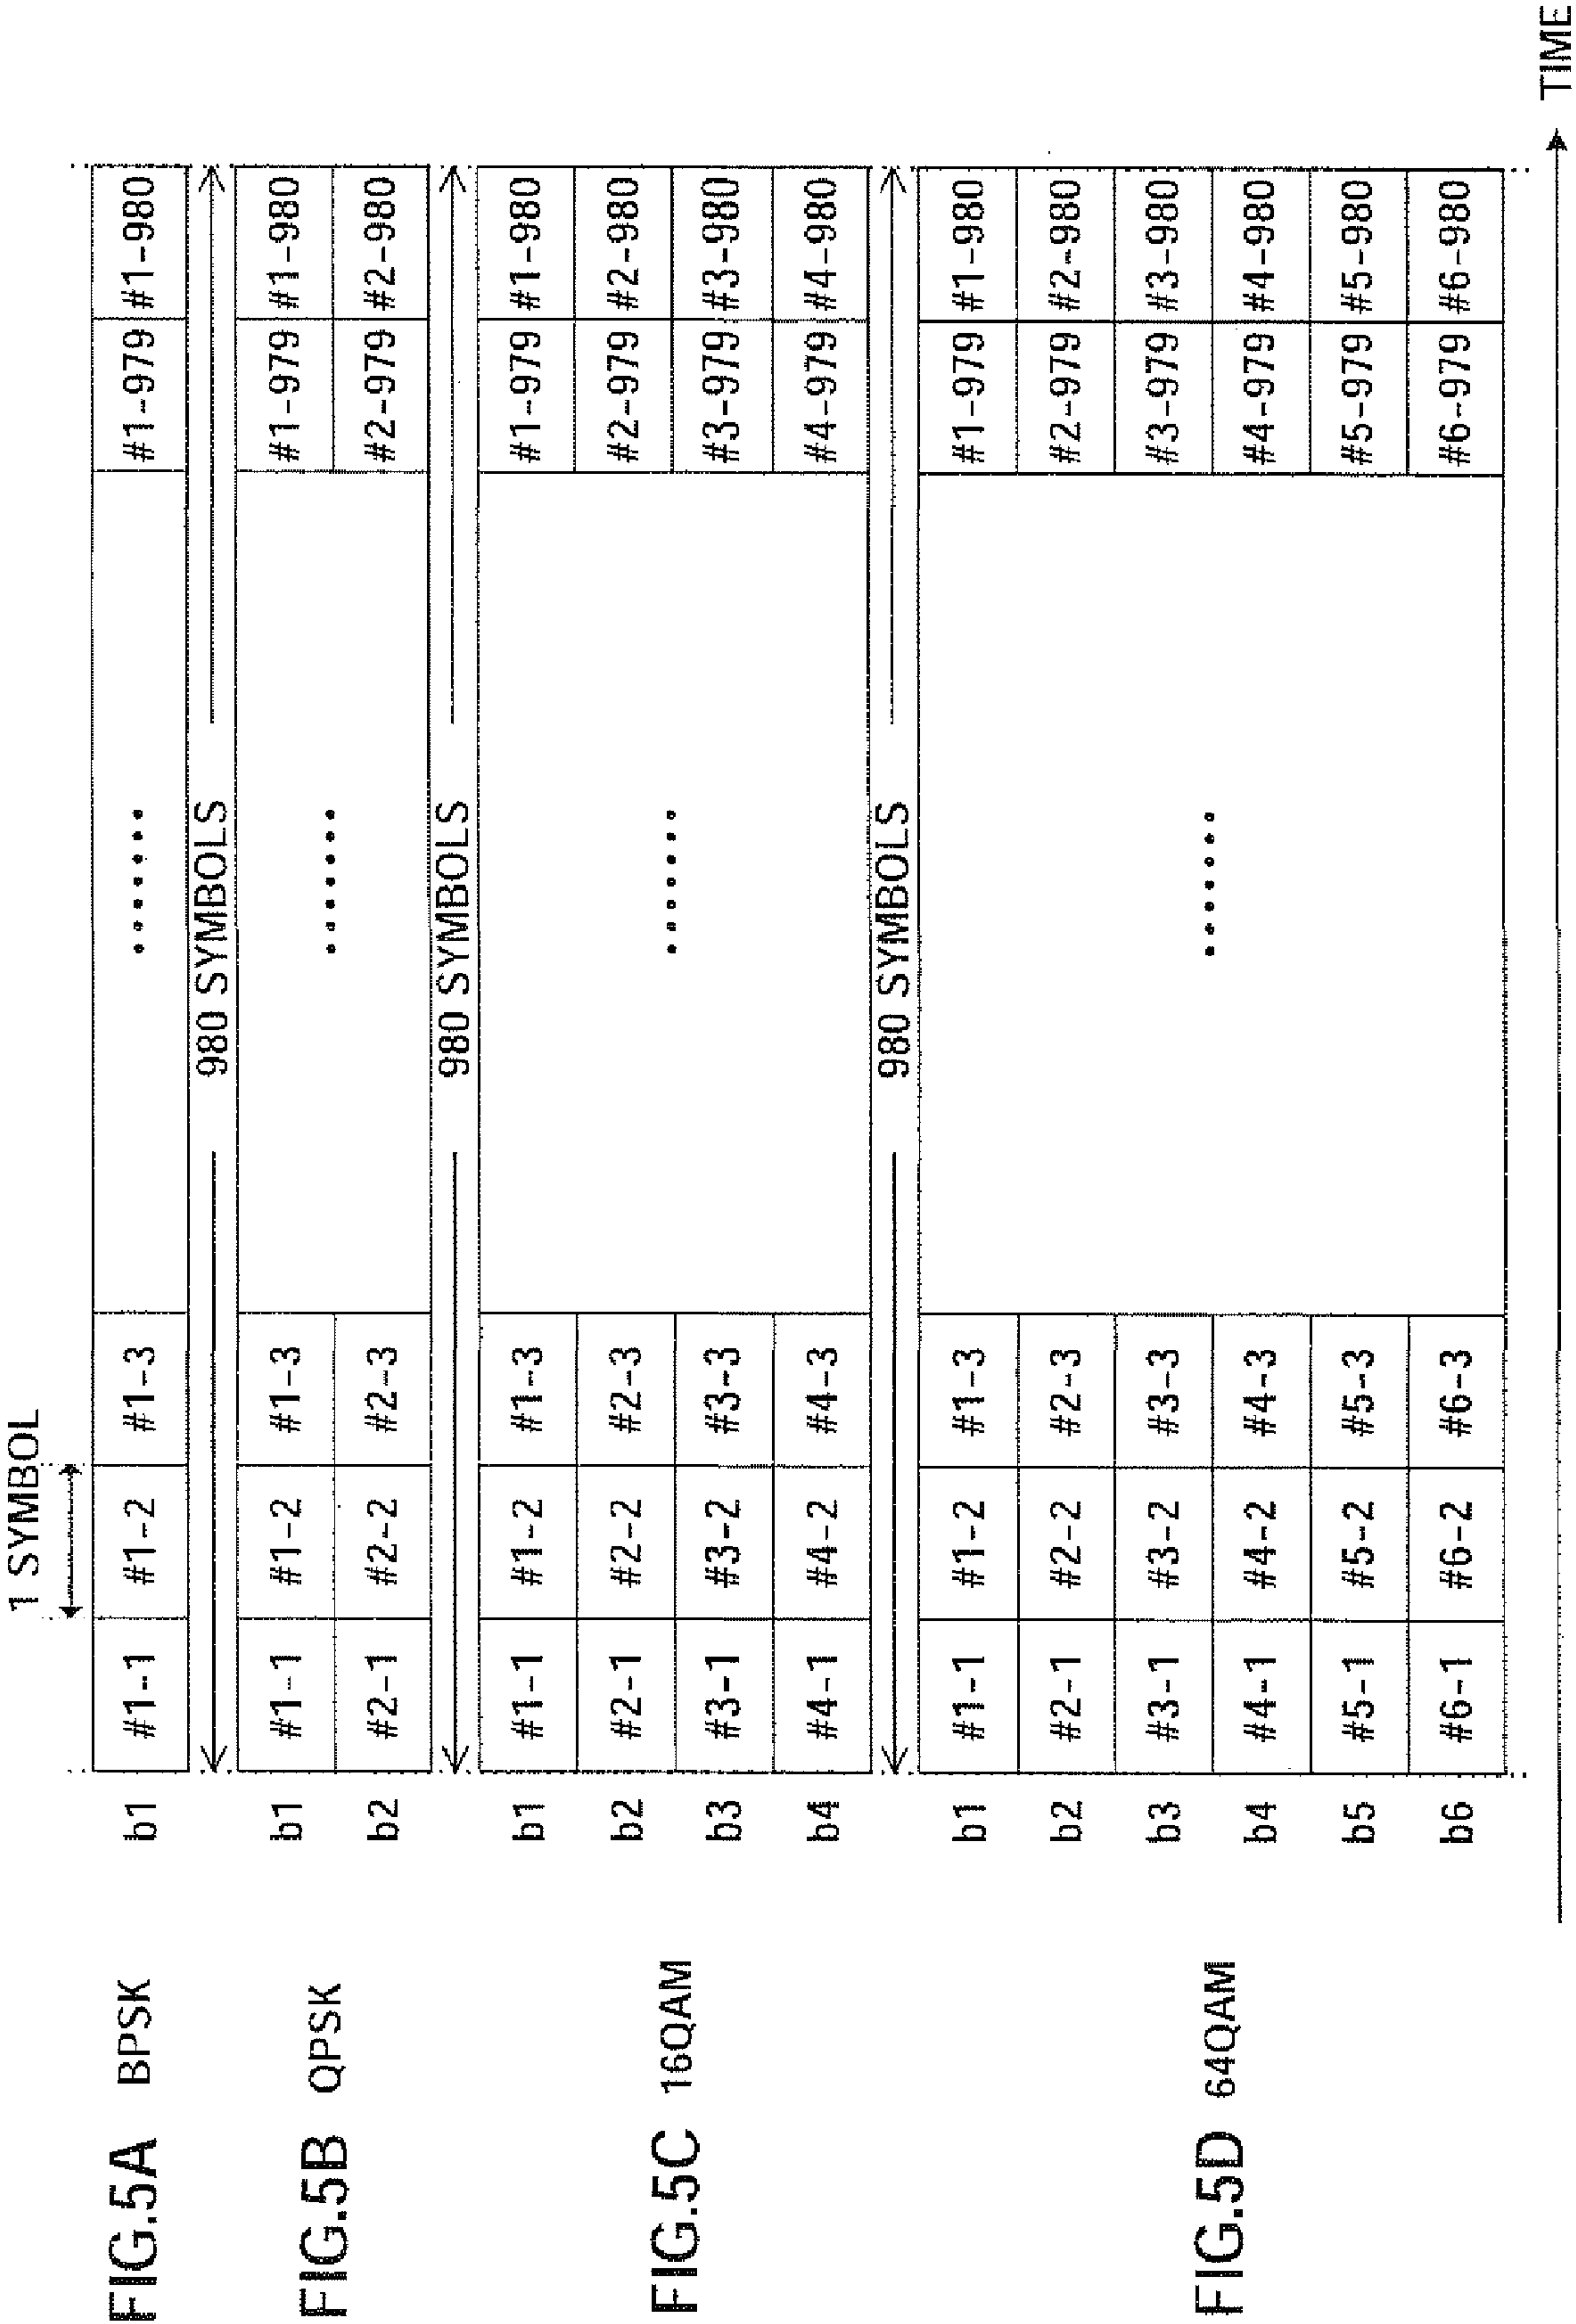 1 SYMBOL
FIG.5A BPSK
b1 #1-1 #1-2 #1-3 ······· #1-979 #1-980
980 SYMBOLS
FIG.5B QPSK
b1 #1-1 #1-2 #1-3 ······· #1-979 #1-980
b2 #2-1 #2-2 #2-3 #2-979 #2-980
980 SYMBOLS
FIG.5C 16QAM
b1 #1-1 #1-2 #1-3 #1-979 #1-980
b2 #2-1 #2-2 #2-3 ······· #2-979 #2-980
b3 #3-1 #3-2 #3-3 #3-979 #3-980
b4 #4-1 #4-2 #4-3 #4-979 #4-980
980 SYMBOLS
FIG.5D 64QAM
b1 #1-1 #1-2 #1-3 #1-979 #1-980
b2 #2-1 #2-2 #2-3 #2-979 #2-980
b3 #3-1 #3-2 #3-3 ······· #3-979 #3-980
b4 #4-1 #4-2 #4-3 #4-979 #4-980
b5 #5-1 #5-2 #5-3 #5-979 #5-980
b6 #6-1 #6-2 #6-3 #6-979 #6-980
TIME